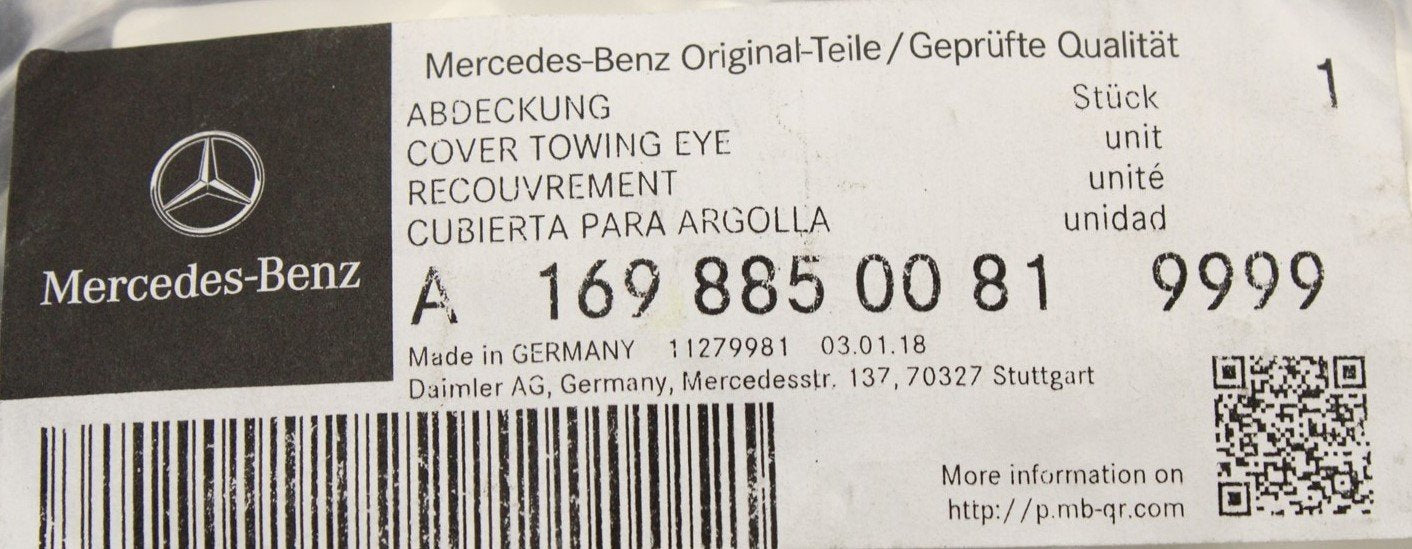 Mercedes-Benz
Mercedes-Benz Original-Teile/Geprüfte Qualität
ABDECKUNG Stück 1
COVER TOWING EYE unit
RECOUVREMENT unité
CUBIERTA PARA ARGOLLA unidad
A 169 885 00 81 9999
Made in GERMANY 11279981 03.01.18
Daimler AG, Germany, Mercedesstr. 137, 70327 Stuttgart
More information on
http://p.mb-qr.com